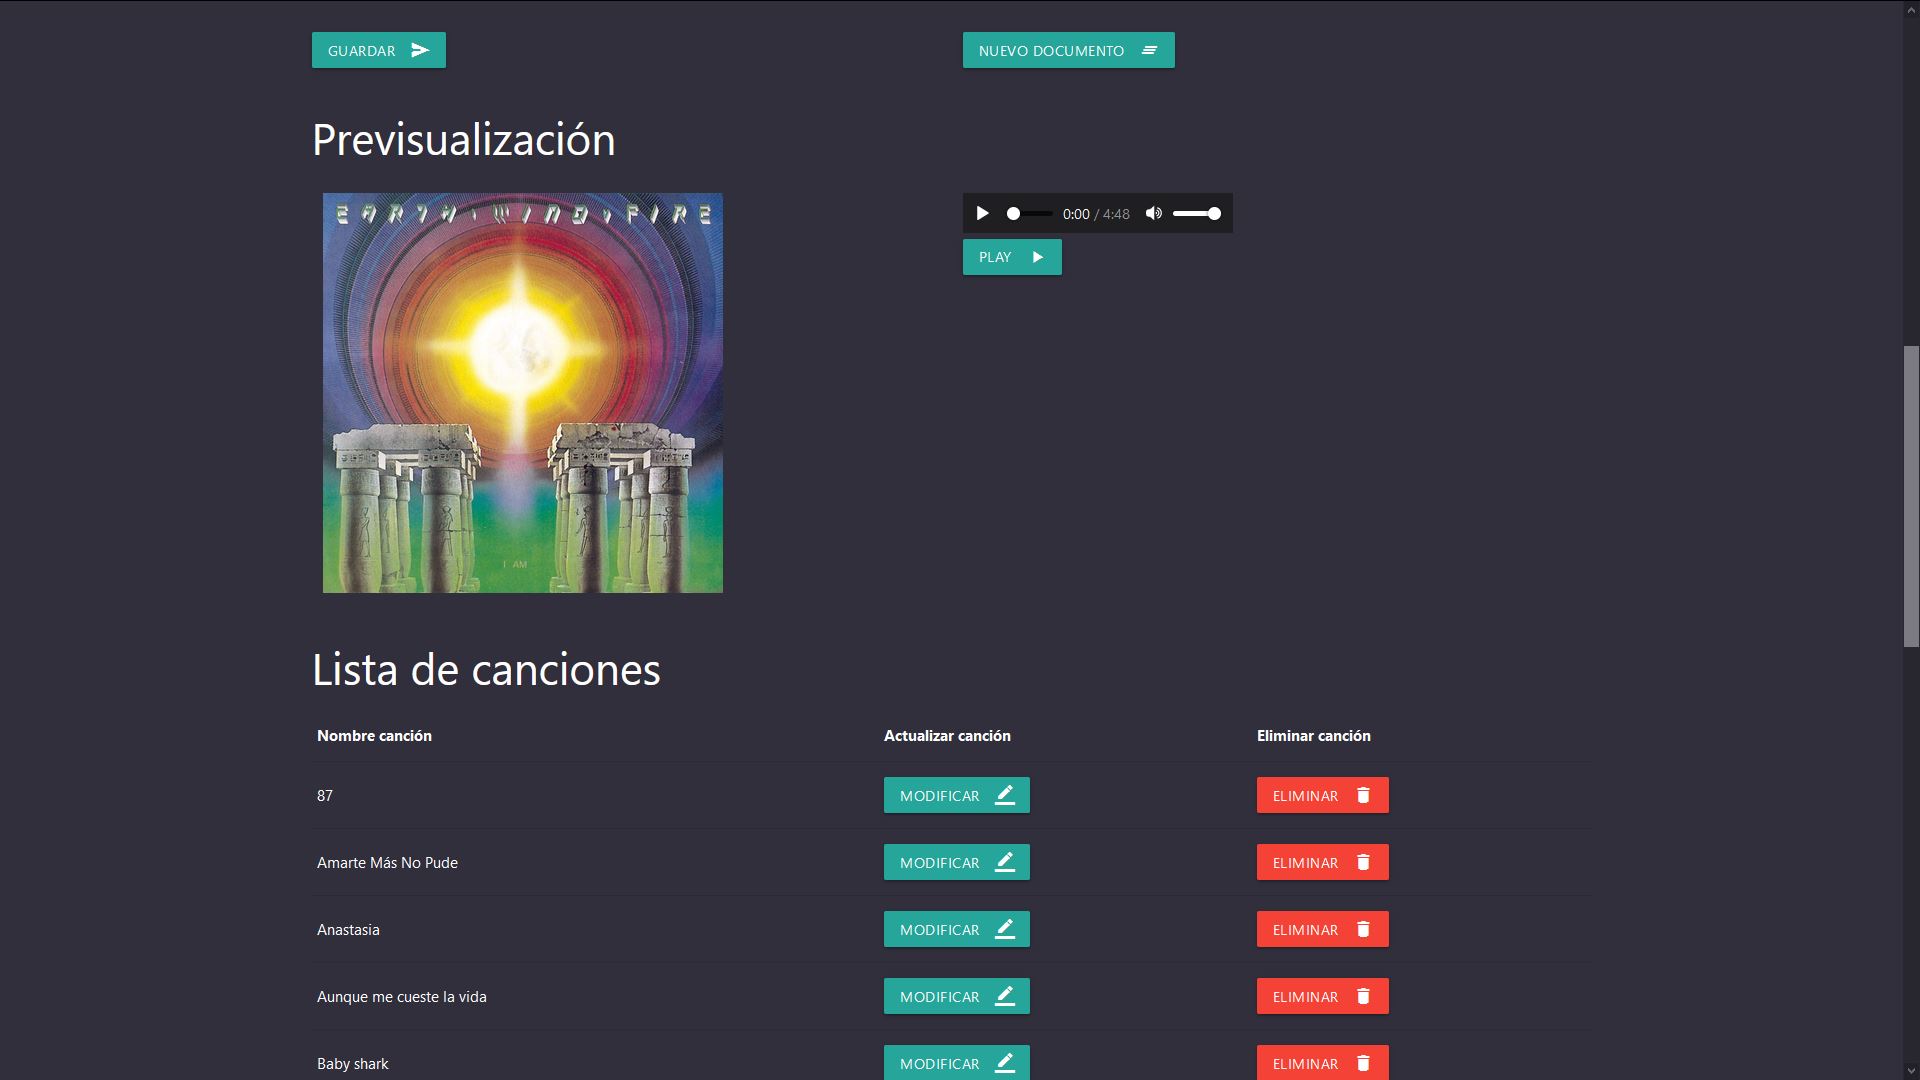 GUARDAR
NUEVO DOCUMENTO
Previsualización
EARTH, WIND, FIRE
0:00 / 4:48
PLAY
I AM
Lista de canciones
Nombre canción Actualizar canción Eliminar canción
87 MODIFICAR ELIMINAR
Amarte Más No Pude MODIFICAR ELIMINAR
Anastasia MODIFICAR ELIMINAR
Aunque me cueste la vida MODIFICAR ELIMINAR
Baby shark MODIFICAR ELIMINAR